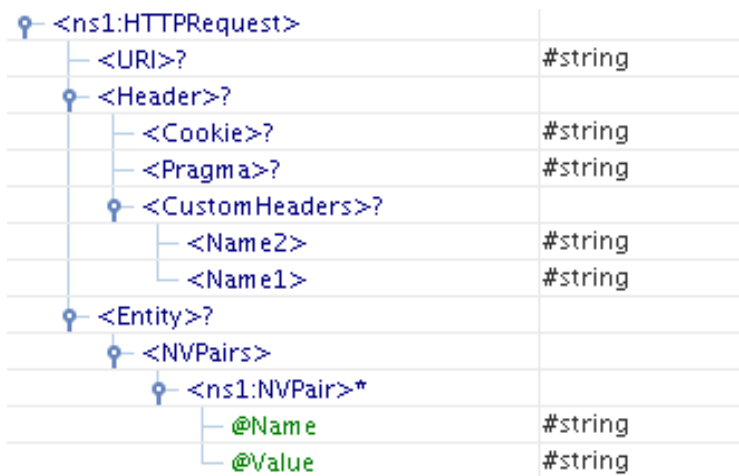 <ns1:HTTPRequest>
<URI>? #string
<Header>?
<Cookie>? #string
<Pragma>? #string
<CustomHeaders>?
<Name2> #string
<Name1> #string
<Entity>?
<NVPairs>
<ns1:NVPair>*
@Name #string
@Value #string